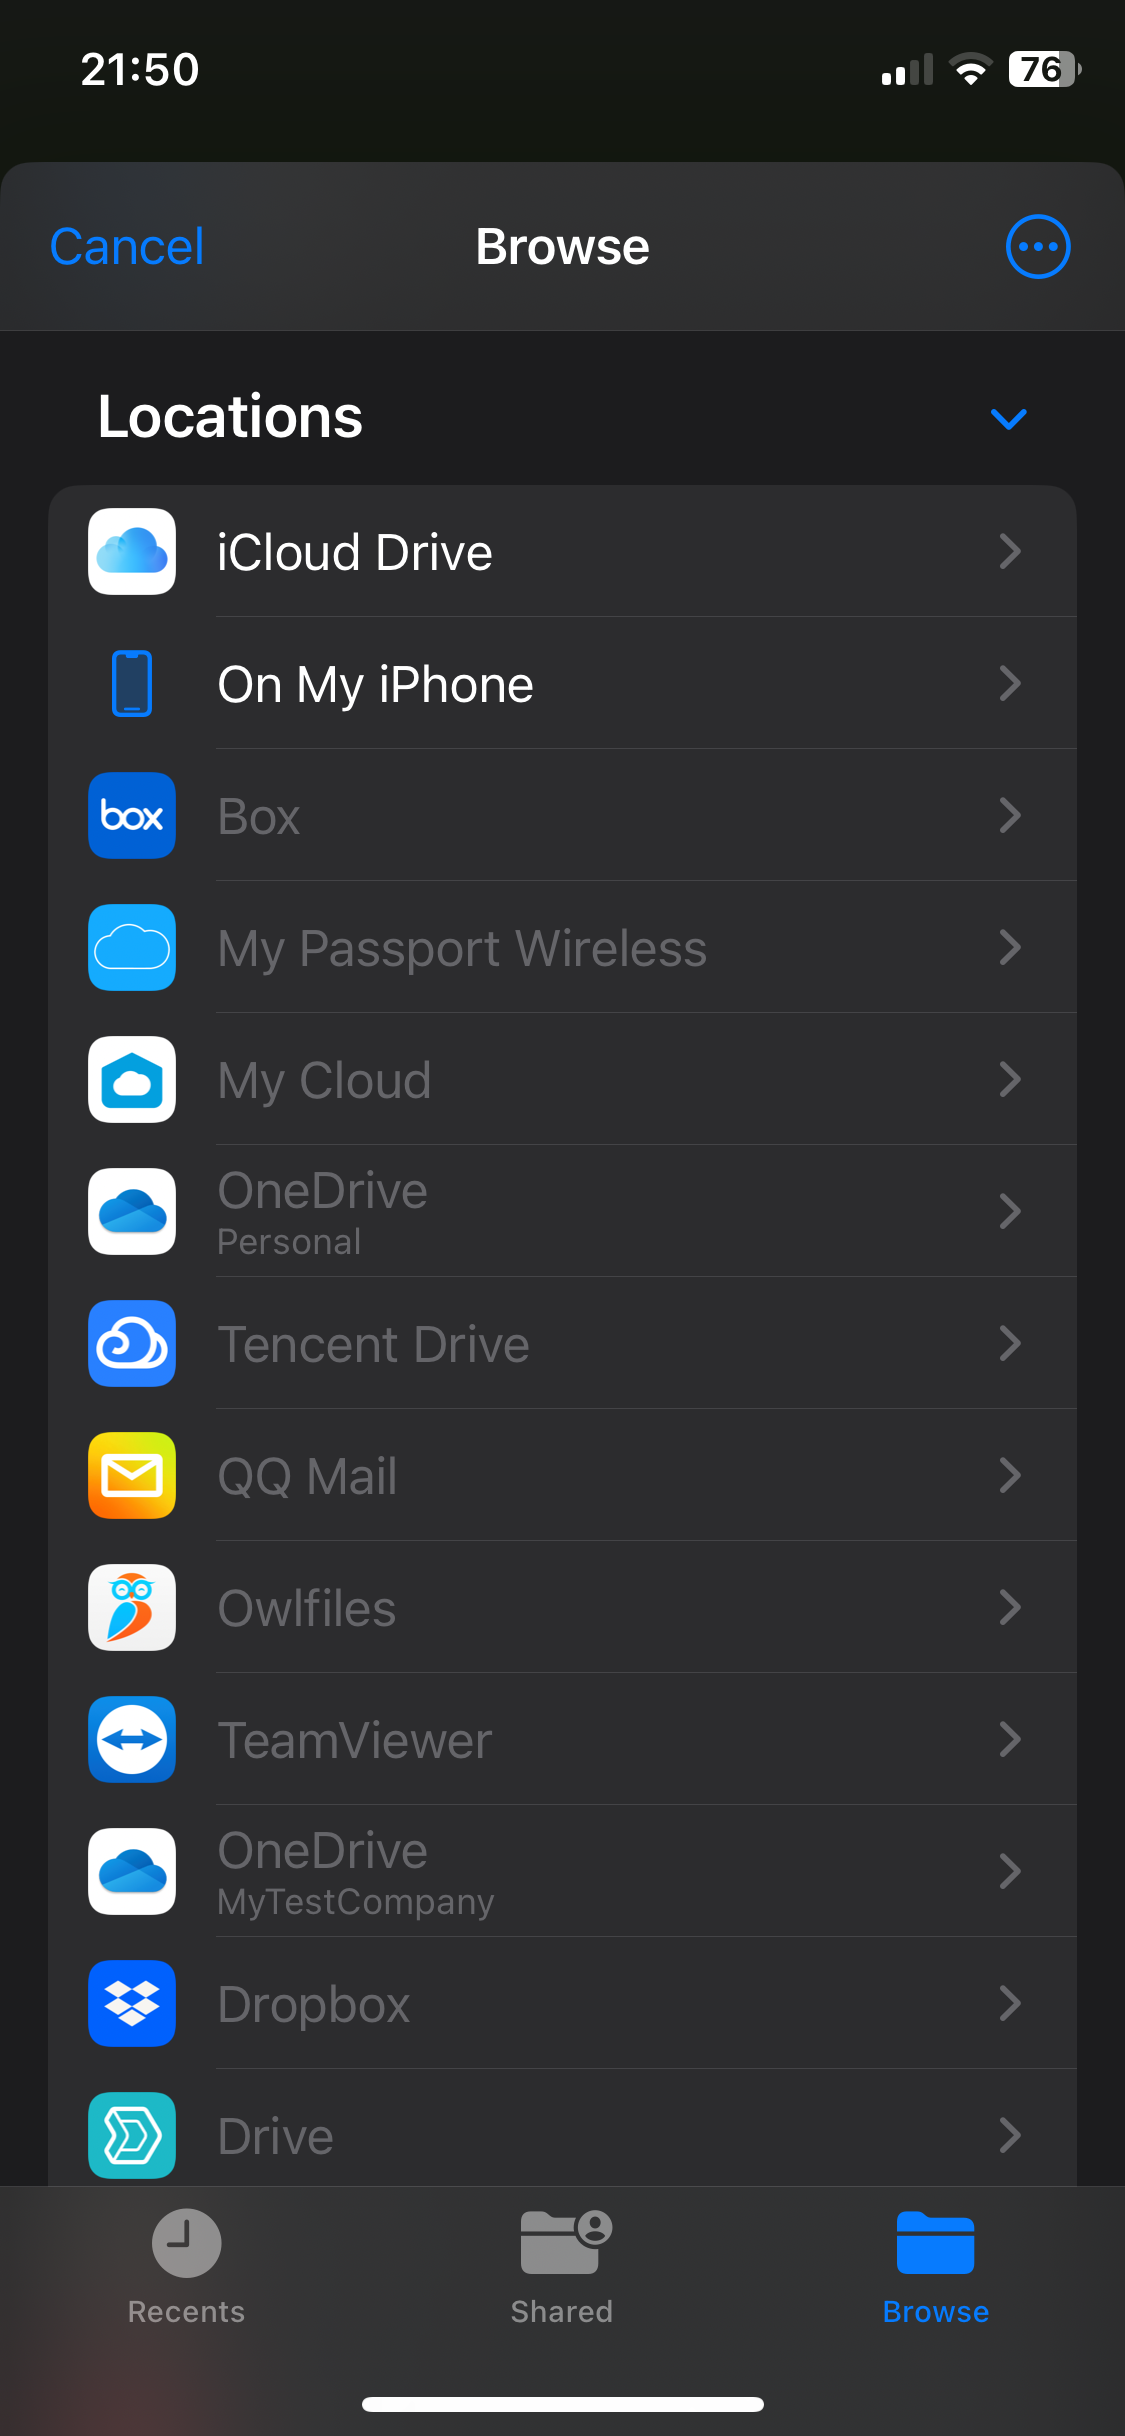 21:50
76
Cancel
Browse
Locations
iCloud Drive
On My iPhone
box
Box
My Passport Wireless
My Cloud
OneDrive
Personal
Tencent Drive
QQ Mail
Owlfiles
TeamViewer
OneDrive
MyTestCompany
Dropbox
Drive
Recents
Shared
Browse